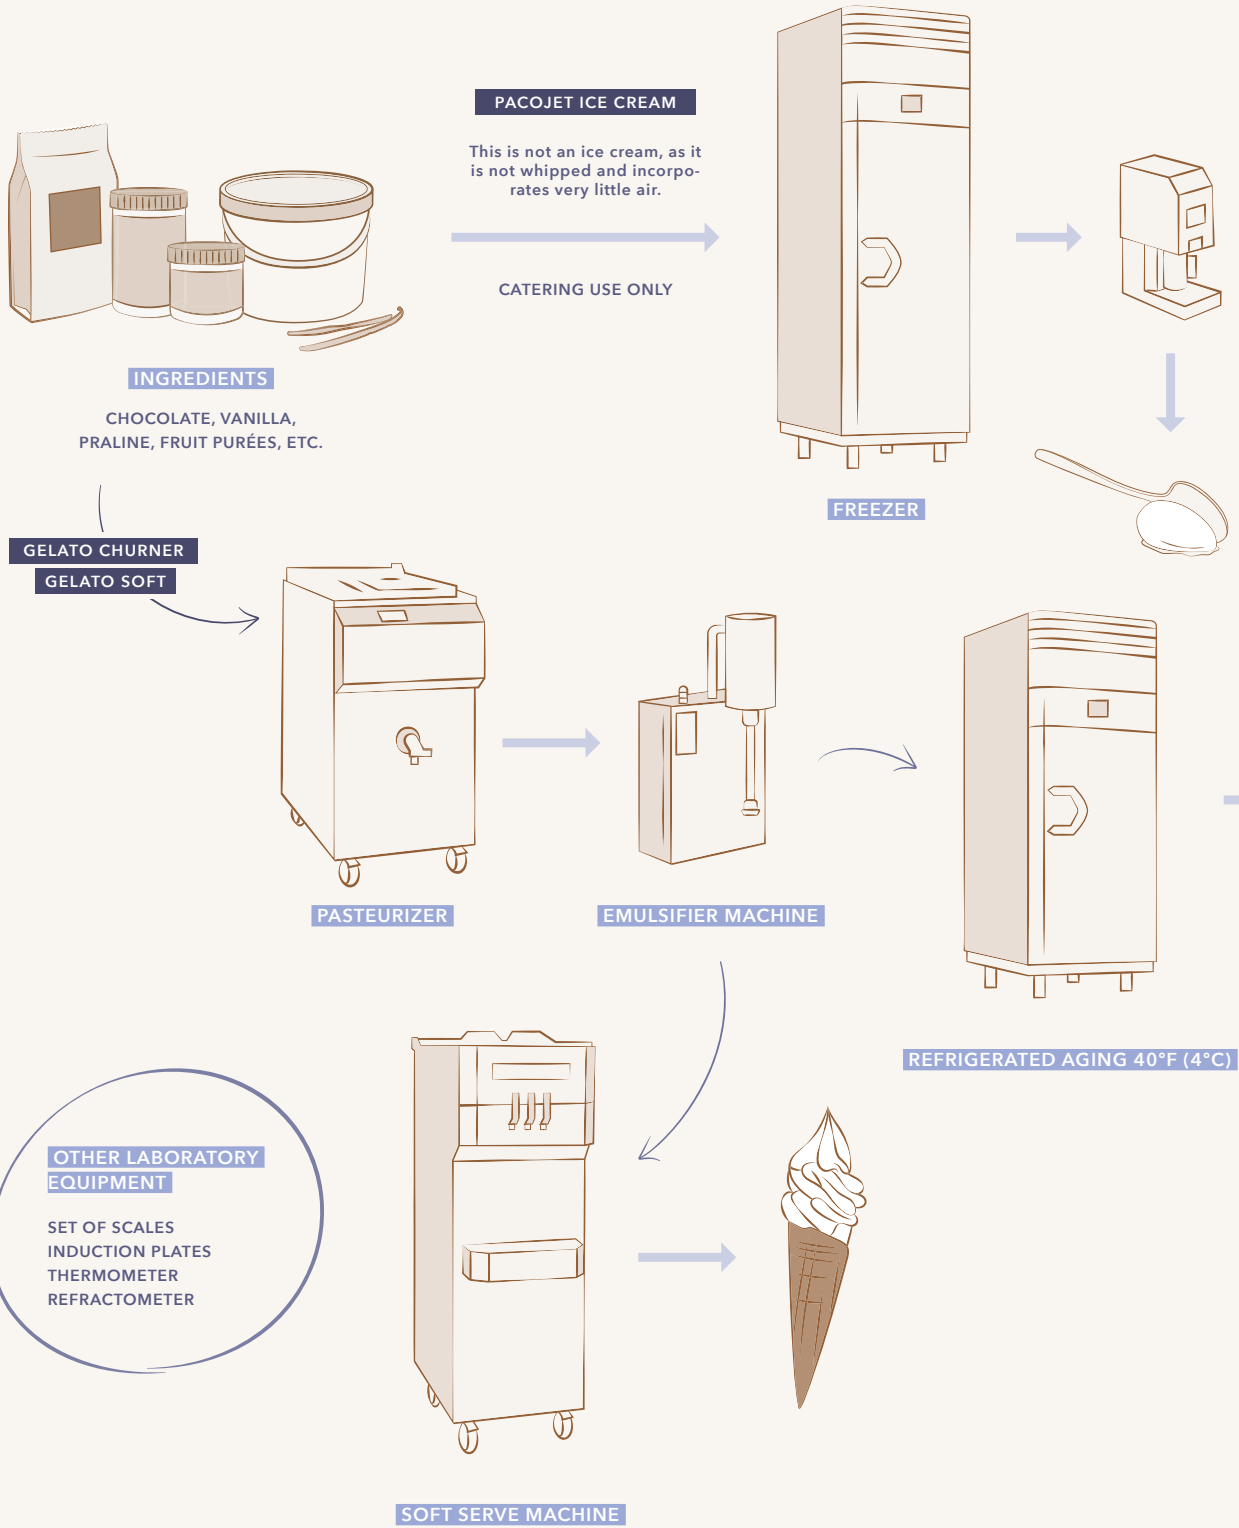 PACOJET ICE CREAM
This is not an ice cream, as it
is not whipped and incorpo-
rates very little air.
CATERING USE ONLY
INGREDIENTS
CHOCOLATE, VANILLA,
PRALINE, FRUIT PURÉES, ETC.
FREEZER
GELATO CHURNER
GELATO SOFT
PASTEURIZER
EMULSIFIER MACHINE
REFRIGERATED AGING 40°F (4°C)
OTHER LABORATORY
EQUIPMENT
SET OF SCALES
INDUCTION PLATES
THERMOMETER
REFRACTOMETER
SOFT SERVE MACHINE